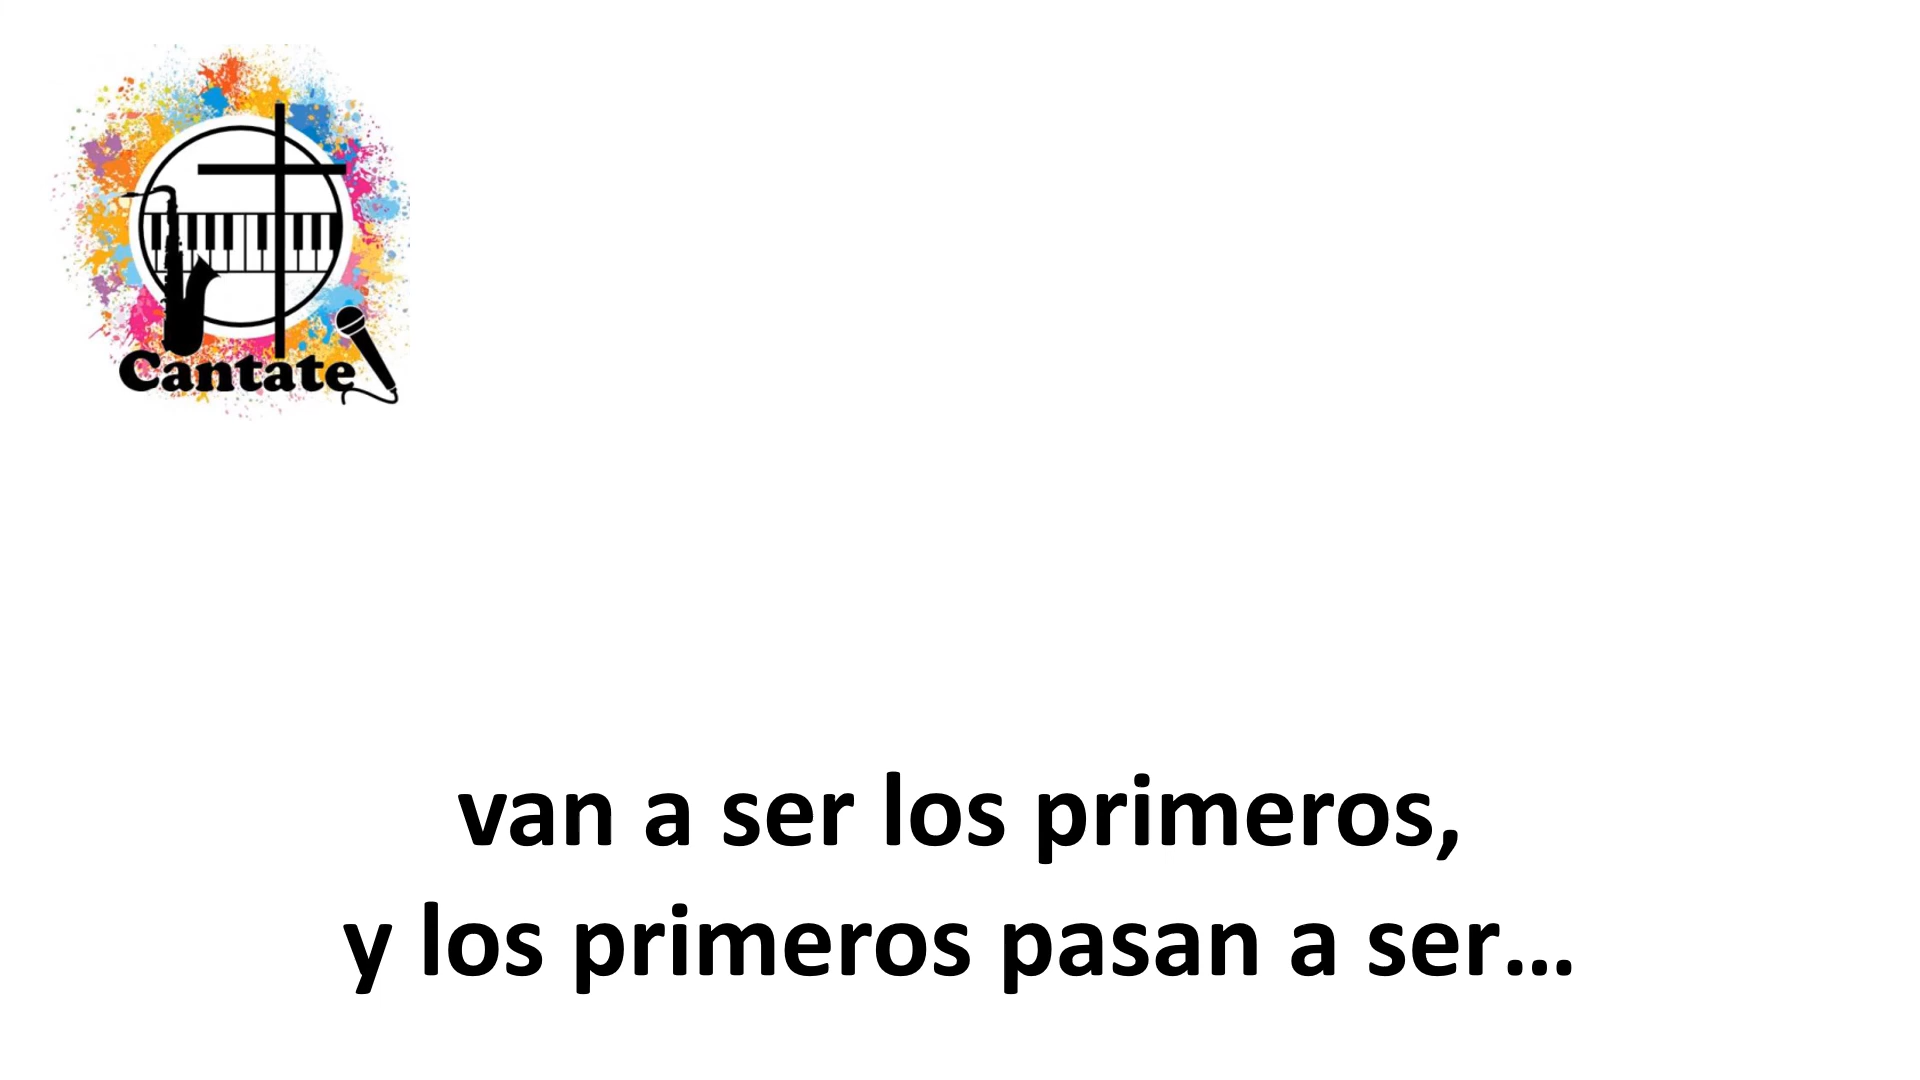 Cantate
van a ser los primeros,
y los primeros pasan a ser…